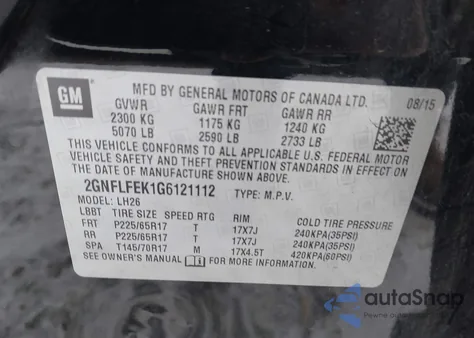 GM
MFD BY GENERAL MOTORS OF CANADA LTD. 08/15
GVWR GAWR FRT GAWR RR
2300 KG 1175 KG 1240 KG
5070 LB 2590 LB 2733 LB
THIS VEHICLE CONFORMS TO ALL APPLICABLE U.S. FEDERAL MOTOR
VEHICLE SAFETY AND THEFT PREVENTION STANDARDS IN EFFECT ON
THE DATE OF MANUFACTURE SHOWN ABOVE.
2GNFLFEK1G6121112 TYPE: M.P.V.
MODEL: LH26
LBBT TIRE SIZE SPEED RTG RIM COLD TIRE PRESSURE
FRT P225/65R17 T 17X7J 240KPA(35PSI)
RR P225/65R17 T 17X7J 240KPA(35PSI)
SPA T145/70R17 M 17X4.5T 420KPA(60PSI)
SEE OWNER'S MANUAL FOR MORE INFORMATION
autaSnap